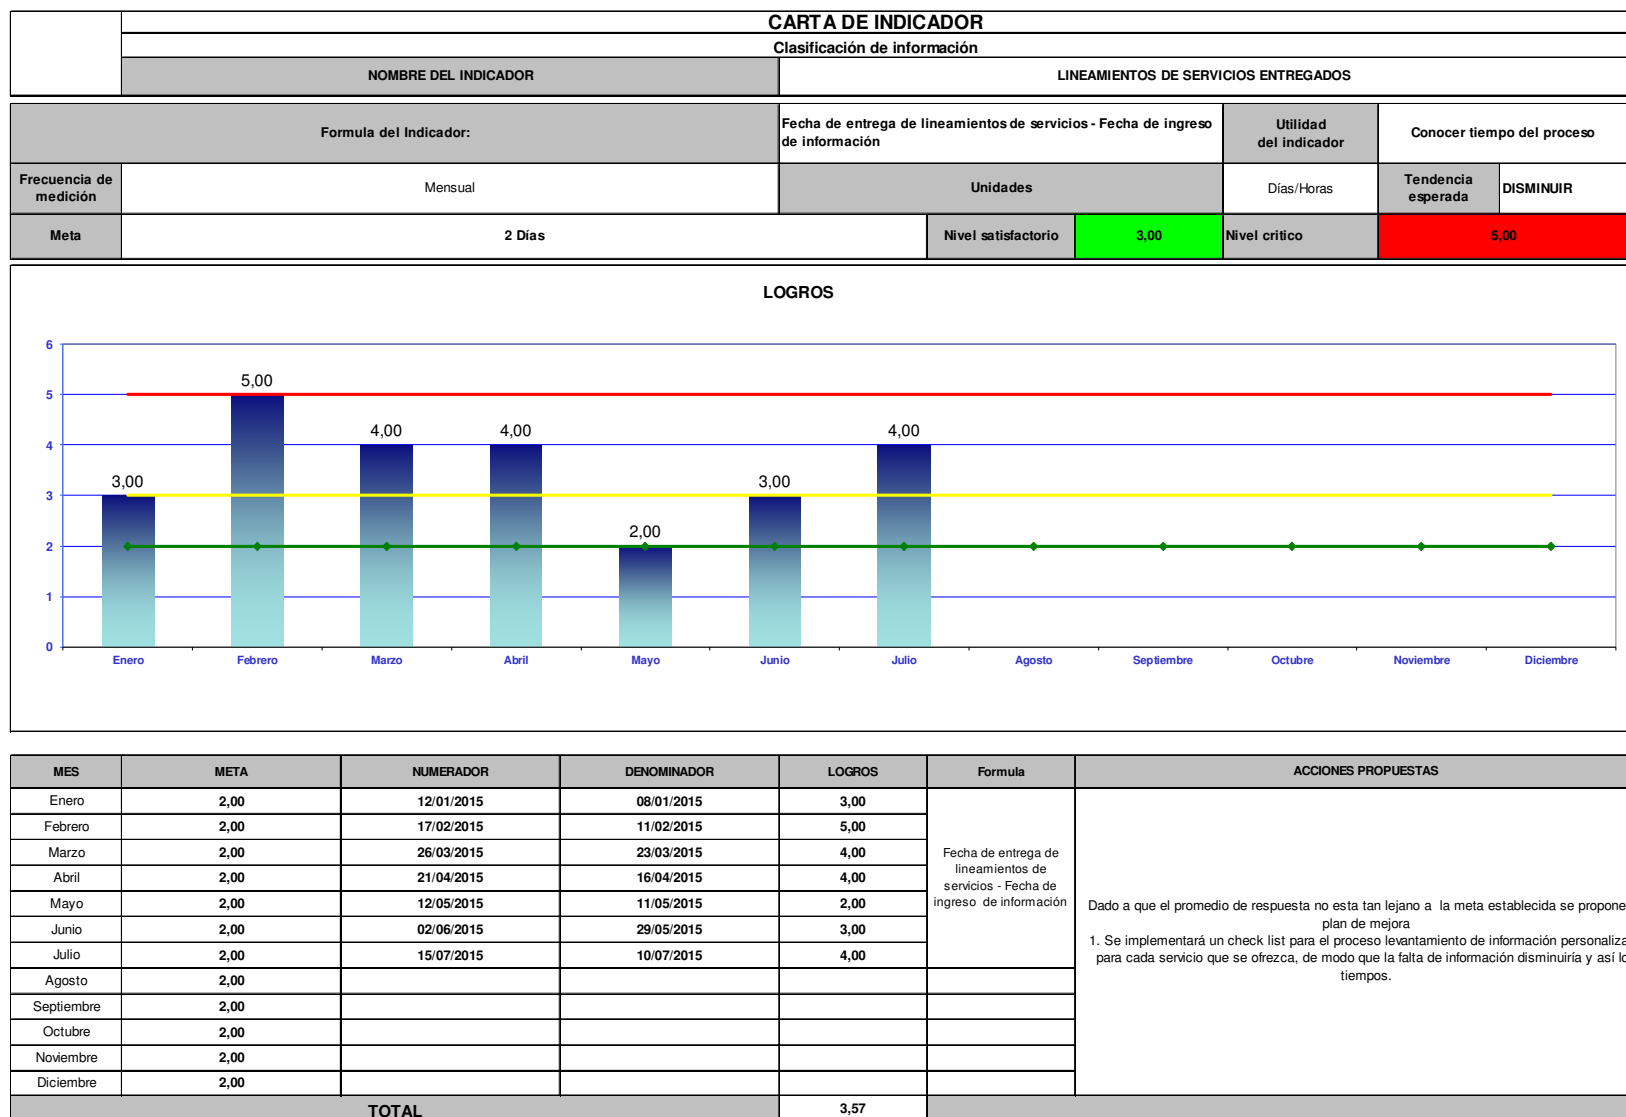 CARTA DE INDICADOR
Clasificación de información
NOMBRE DEL INDICADOR
LINEAMIENTOS DE SERVICIOS ENTREGADOS
Formula del Indicador:
Fecha de entrega de lineamientos de servicios - Fecha de ingreso
de información
Utilidad
del indicador
Conocer tiempo del proceso
Frecuencia de
medición
Mensual
Unidades
Días/Horas
Tendencia
esperada
DISMINUIR
Meta
2 Días
Nivel satisfactorio
3,00
Nivel critico
5,00
LOGROS
6
5
4
3
2
1
0
3,00
5,00
4,00
4,00
2,00
3,00
4,00
Enero
Febrero
Marzo
Abril
Mayo
Junio
Julio
Agosto
Septiembre
Octubre
Noviembre
Diciembre
MES META NUMERADOR DENOMINADOR LOGROS Formula ACCIONES PROPUESTAS
Enero 2,00 12/01/2015 08/01/2015 3,00
Febrero 2,00 17/02/2015 11/02/2015 5,00
Marzo 2,00 26/03/2015 23/03/2015 4,00
Abril 2,00 21/04/2015 16/04/2015 4,00
Mayo 2,00 12/05/2015 11/05/2015 2,00
Junio 2,00 02/06/2015 29/05/2015 3,00
Julio 2,00 15/07/2015 10/07/2015 4,00
Agosto 2,00
Septiembre 2,00
Octubre 2,00
Noviembre 2,00
Diciembre 2,00
Fecha de entrega de
lineamientos de
servicios - Fecha de
ingreso de información
Dado a que el promedio de respuesta no esta tan lejano a la meta establecida se propone
plan de mejora
1. Se implementará un check list para el proceso levantamiento de información personaliza
para cada servicio que se ofrezca, de modo que la falta de información disminuiría y así lo
tiempos.
TOTAL 3,57